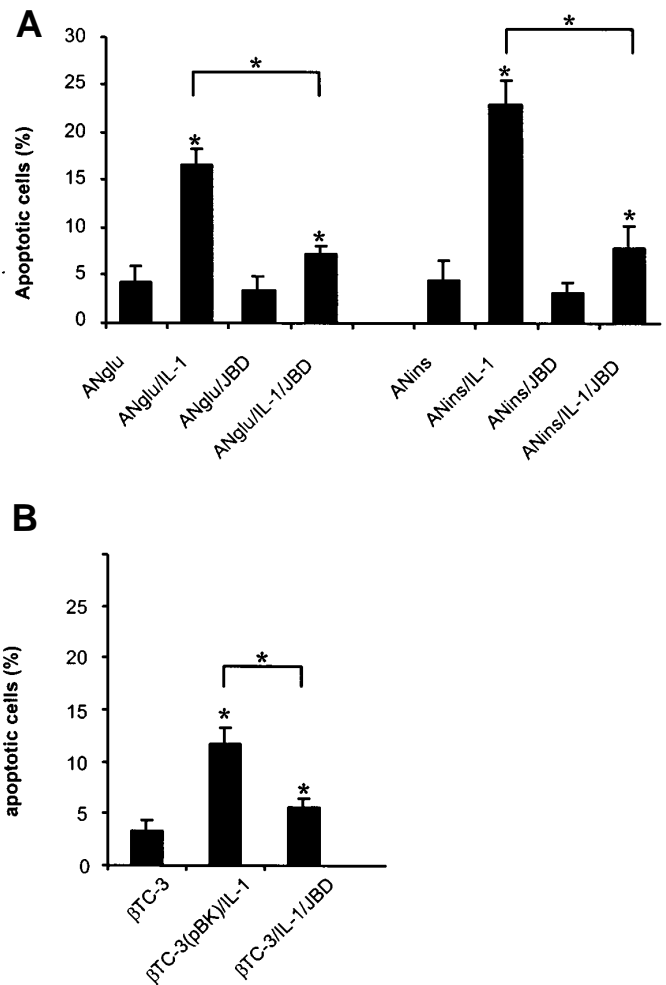 A
30
25
20
15
10
5
0
Apoptotic cells (%)
*
*
*
*
*
*
ANglu
ANglu/IL-1
ANglu/JBD
ANglu/IL-1/JBD
ANins
ANins/IL-1
ANins/JBD
ANins/IL-1/JBD
B
25
20
15
10
5
0
apoptotic cells (%)
*
*
*
βTC-3
βTC-3(pBK)/IL-1
βTC-3/IL-1/JBD